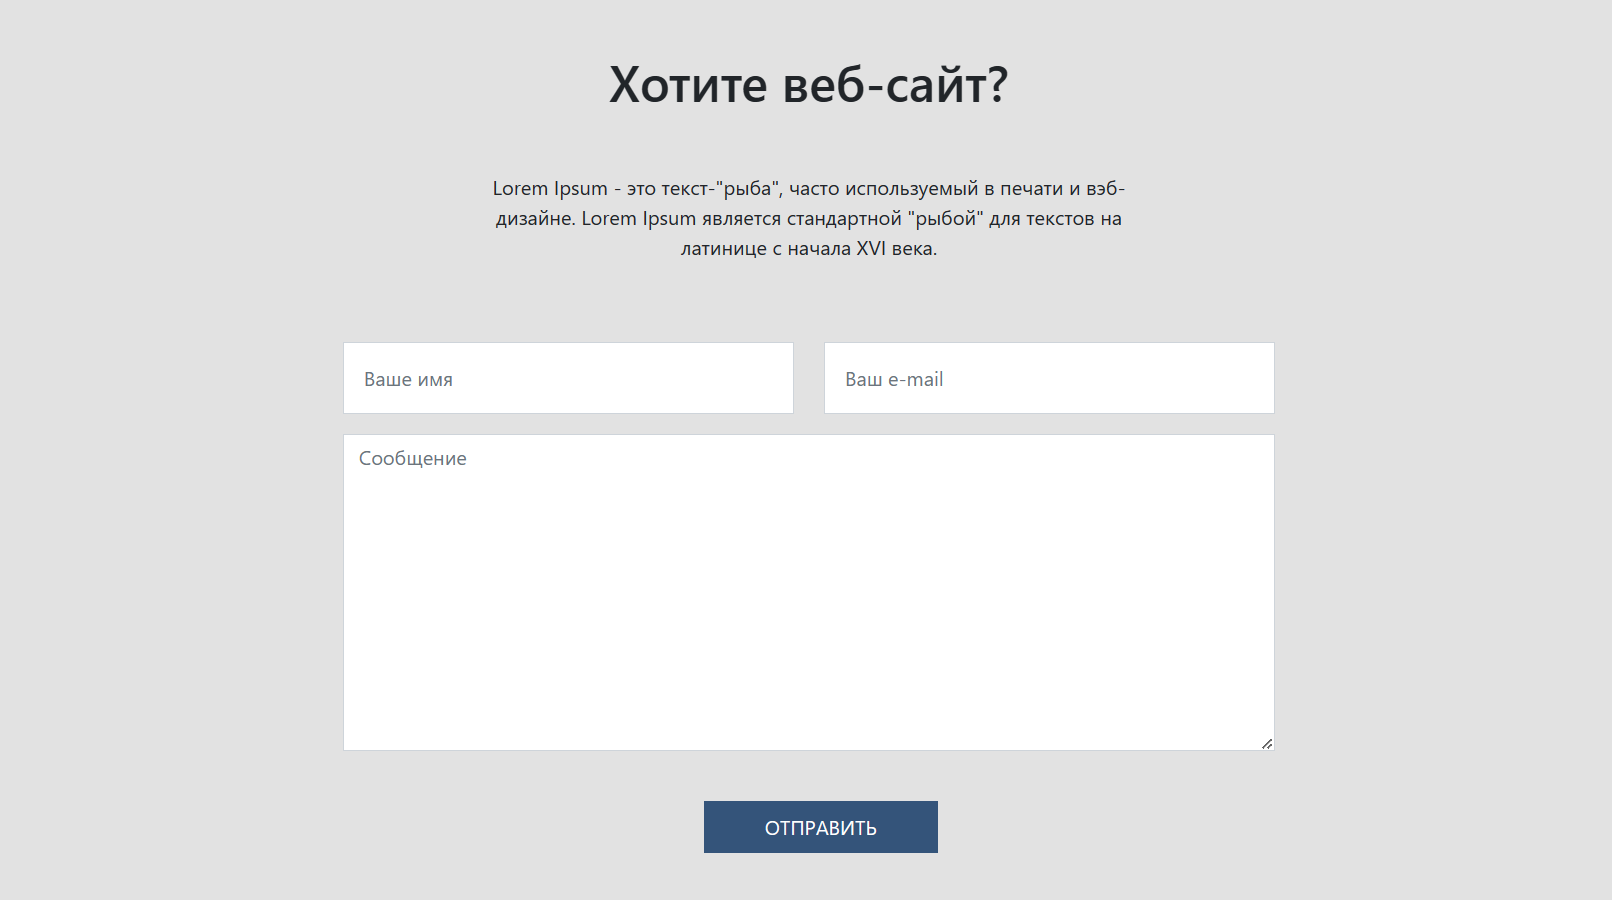 Хотите веб-сайт?
Lorem Ipsum - это текст-"рыба", часто используемый в печати и вэб-
дизайне. Lorem Ipsum является стандартной "рыбой" для текстов на
латинице с начала XVI века.
Ваше имя
Ваш e-mail
Сообщение
ОТПРАВИТЬ